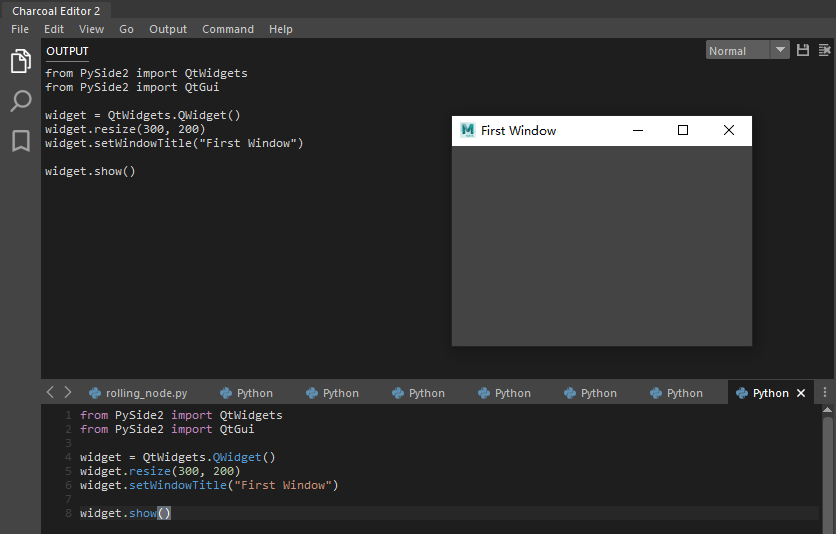 Charcoal Editor 2
File Edit View Go Output Command Help
OUTPUT
Normal
from PySide2 import QtWidgets
from PySide2 import QtGui
widget = QtWidgets.QWidget()
widget.resize(300, 200)
widget.setWindowTitle("First Window")
widget.show()
M
First Window
rolling_node.py Python Python Python Python Python Python Python
1 from PySide2 import QtWidgets
2 from PySide2 import QtGui
3
4 widget = QtWidgets.QWidget()
5 widget.resize(300, 200)
6 widget.setWindowTitle("First Window")
7
8 widget.show()